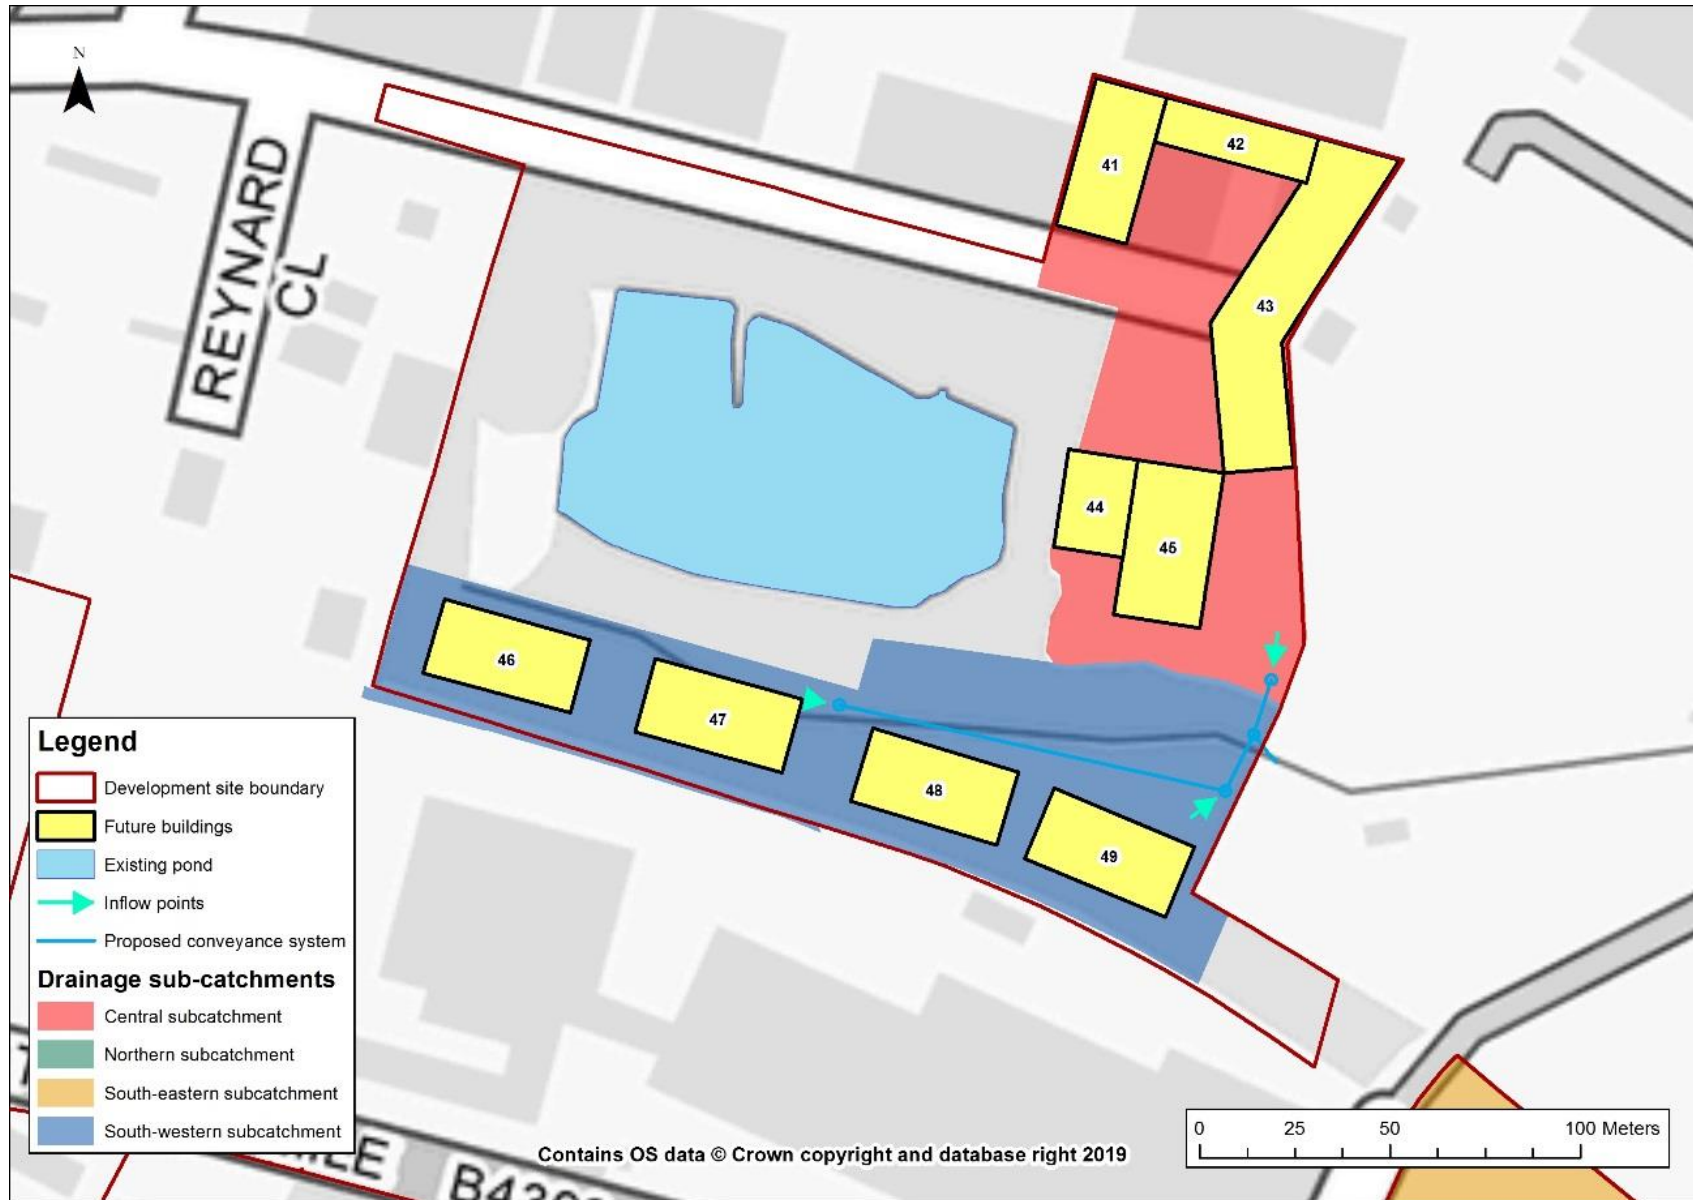 N
REYNARD
CL
41
42
43
44
45
46
47
48
49
Legend
Development site boundary
Future buildings
Existing pond
Inflow points
Proposed conveyance system
Drainage sub-catchments
Central subcatchment
Northern subcatchment
South-eastern subcatchment
South-western subcatchment
Contains OS data © Crown copyright and database right 2019
0 25 50 100 Meters